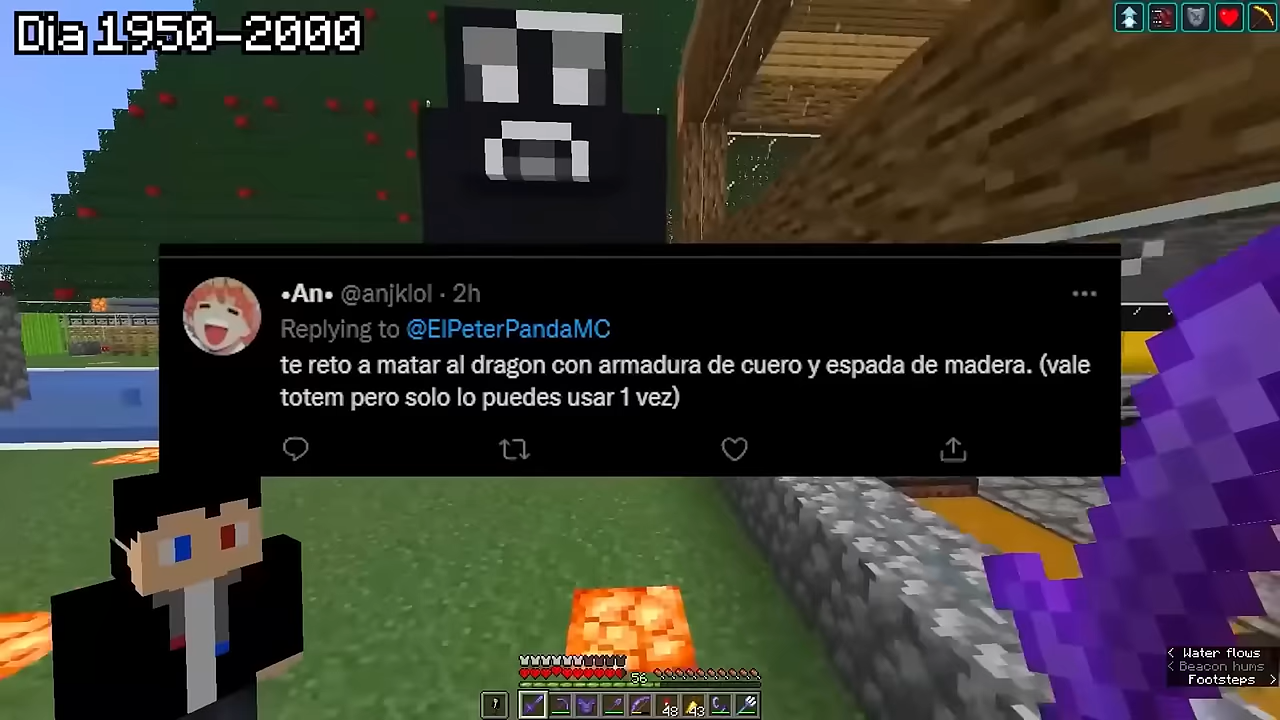 Dia 1950-2000
•An• @anjklol · 2h
Replying to @ElPeterPandaMC
te reto a matar al dragon con armadura de cuero y espada de madera. (vale
totem pero solo lo puedes usar 1 vez)
56
48 43
< Water flows
< Beacon hums
Footsteps >